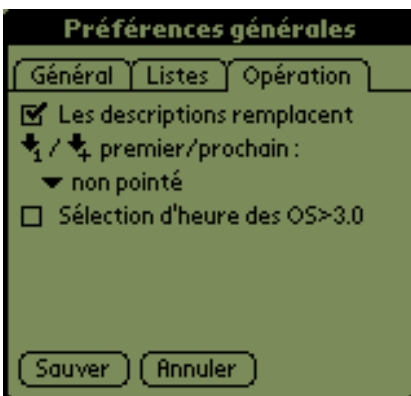 Préférences générales
Général Listes Opération
Les descriptions remplacent
1 / + premier/prochain :
non pointé
Sélection d'heure des OS>3.0
Sauver Annuler